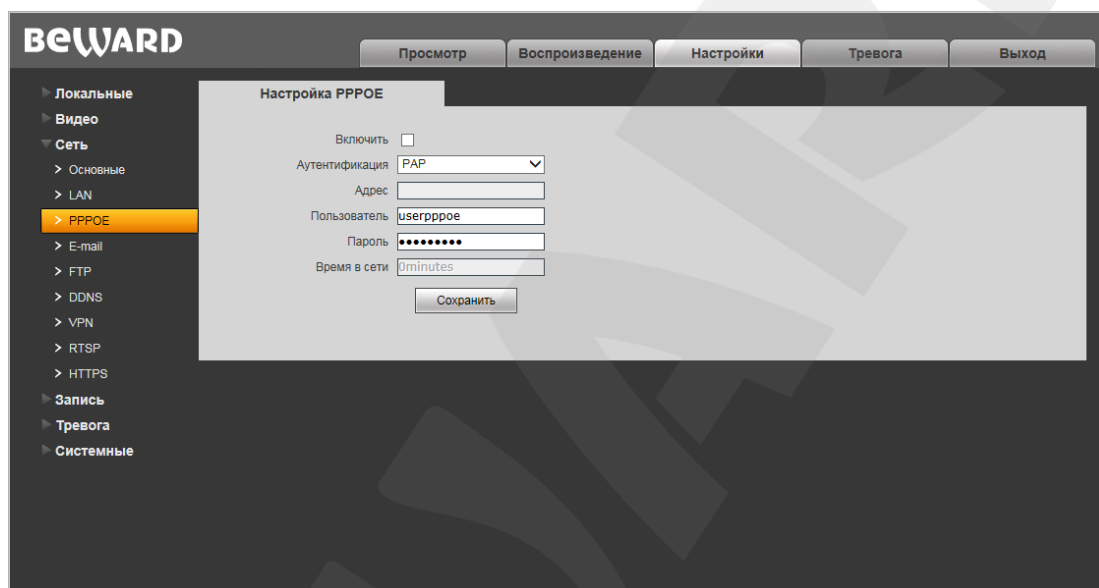 BEWARD
Просмотр Воспроизведение Настройки Тревога Выход
Локальные
Видео
Сеть
Основные
LAN
PPPOE
E-mail
FTP
DDNS
VPN
RTSP
HTTPS
Запись
Тревога
Системные
Настройка PPPOE
Включить
Аутентификация PAP
Адрес
Пользователь userpppoe
Пароль •••••••••
Время в сети 0minutes
Сохранить